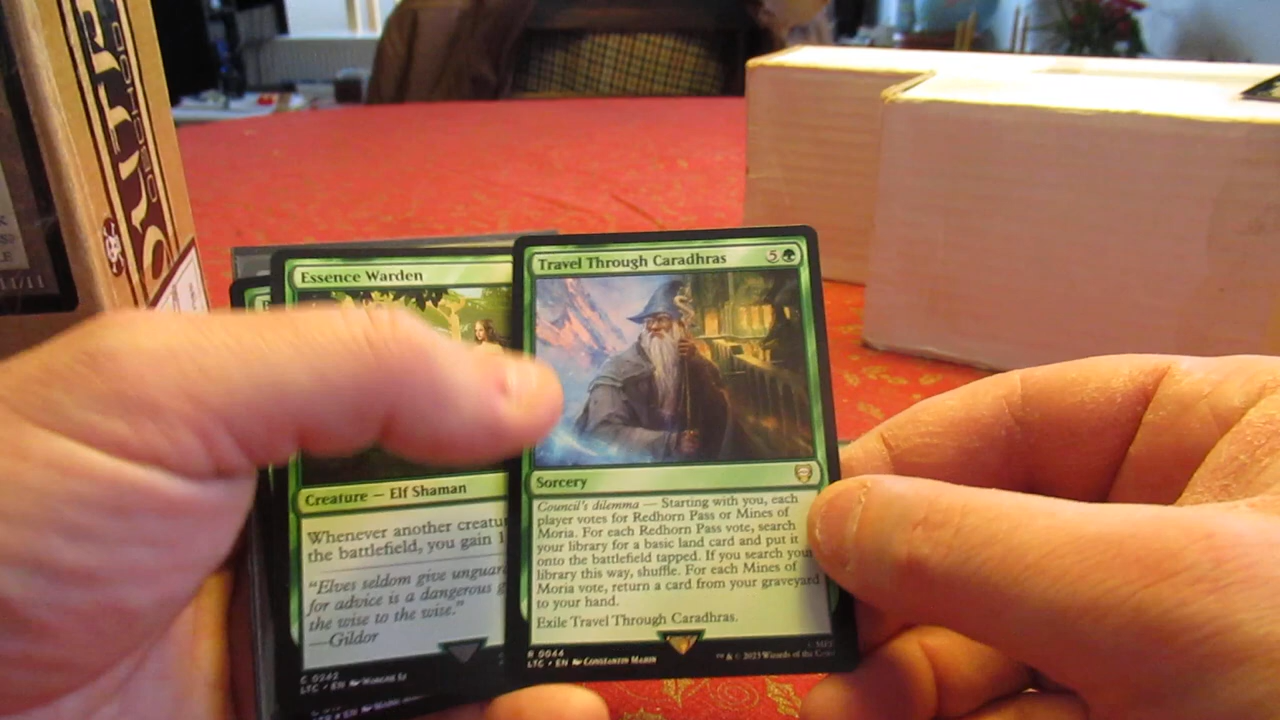 Essence Warden
Creature — Elf Shaman
Whenever another creatu
the battlefield, you gain 1
"Elves seldom give unguar
for advice is a dangerous g
the wise to the wise."
—Gildor
C 0242
LTC • EN
Travel Through Caradhras
5
Sorcery
Council's dilemma — Starting with you, each
player votes for Redhorn Pass or Mines of
Moria. For each Redhorn Pass vote, search
your library for a basic land card and put it
onto the battlefield tapped. If you search your
library this way, shuffle. For each Mines of
Moria vote, return a card from your graveyard
to your hand.
Exile Travel Through Caradhras.
R 0044
LTC • EN Constantin Marin
™ & © 2023 Wizards of the Coast